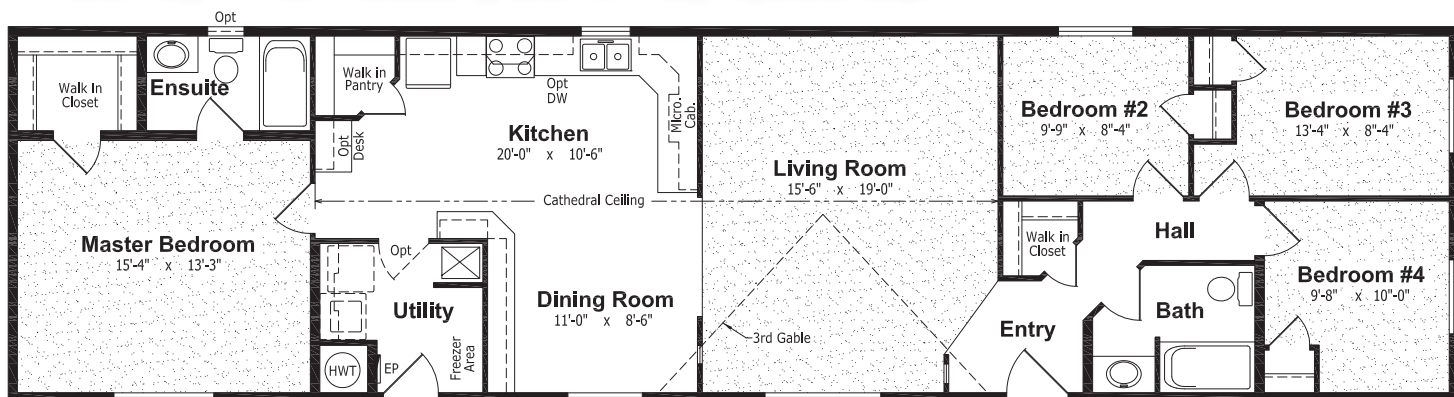 Opt
Walk In
Closet
Ensuite
Walk in
Pantry
Opt
DW
Micro.
Cab.
Opt
Desk
Kitchen
20'-0" x 10'-6"
Living Room
15'-6" x 19'-0"
Bedroom #2
9'-9" x 8"-4"
Bedroom #3
13'-4" x 8"-4"
Cathedral Ceiling
Master Bedroom
15'-4" x 13'-3"
Opt
Walk in
Closet
Hall
Utility
Dining Room
11'-0" x 8'-6"
3rd Gable
Entry
Bath
Bedroom #4
9'-8" x 10"-0"
HWT
EP
Freezer
Area